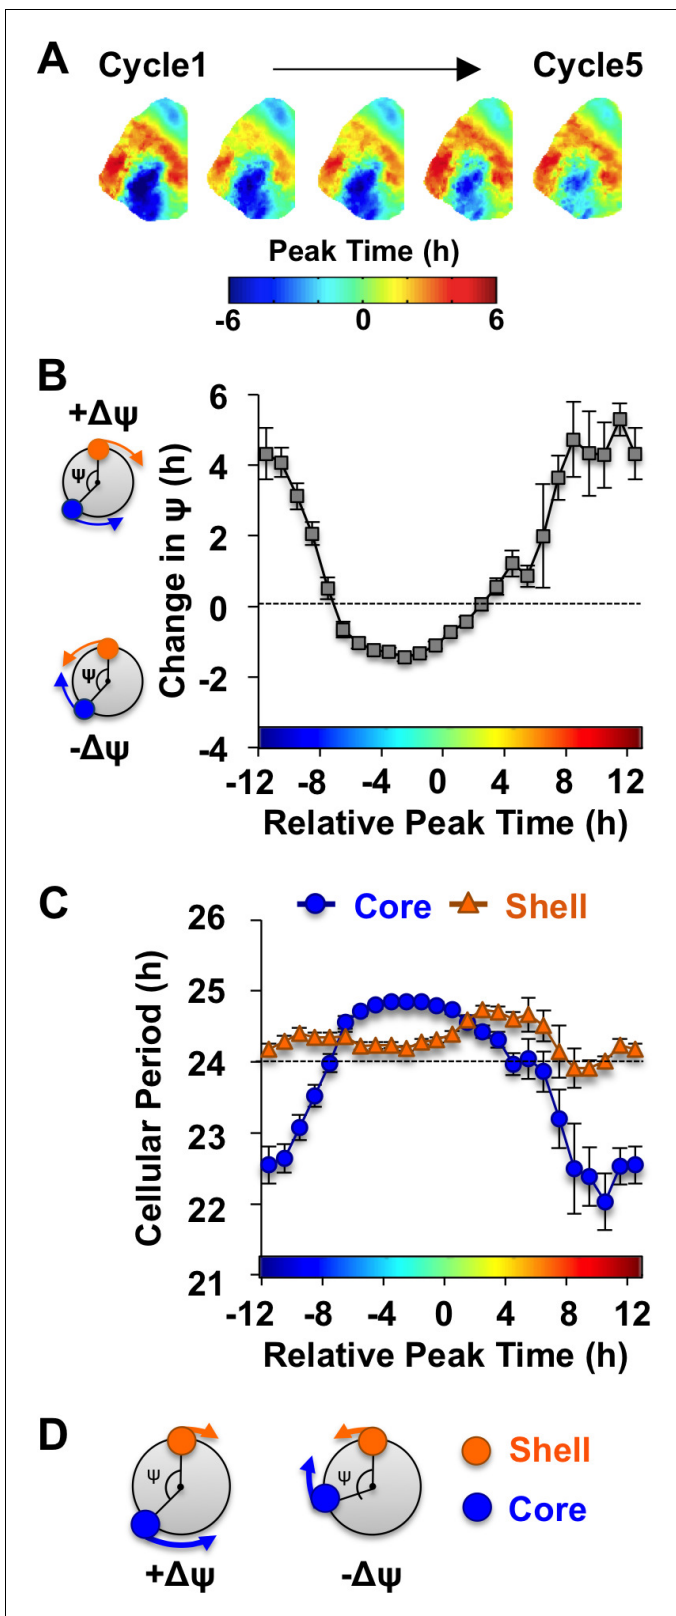 A
Cycle1
Cycle5
Peak Time (h)
-6
0
6
B
+Δψ
Ψ
Ψ
-Δψ
Change in Ψ (h)
6
4
2
0
-2
-4
-12
-8
-4
0
4
8
12
Relative Peak Time (h)
C
Core
Shell
Cellular Period (h)
26
25
24
23
22
21
-12
-8
-4
0
4
8
12
Relative Peak Time (h)
D
ψ
ψ
Shell
Core
+Δψ
-Δψ